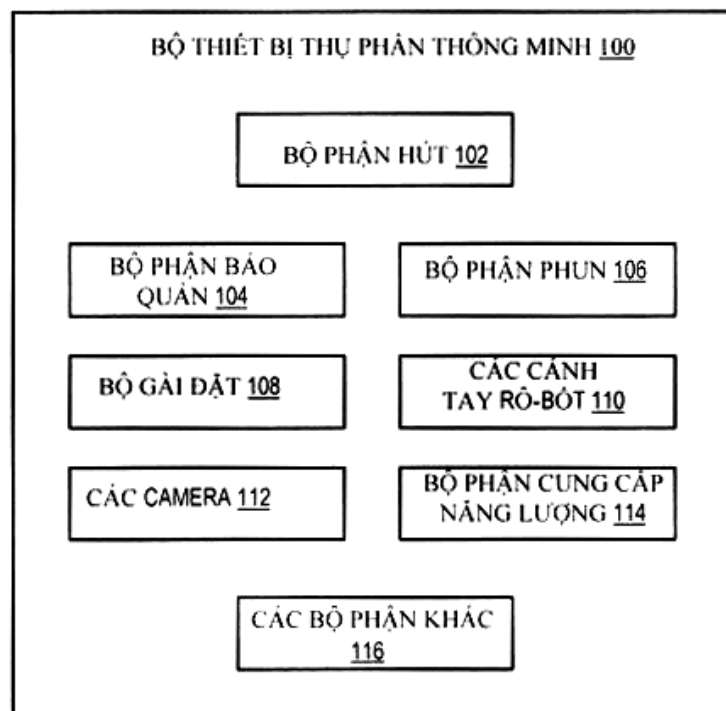 BỘ THIẾT BỊ THỤ PHẤN THÔNG MINH 100
BỘ PHẬN HÚT 102
BỘ PHẬN BẢO
QUẢN 104
BỘ PHẬN PHUN 106
BỘ GÀI ĐẶT 108
CÁC CÁNH
TAY RÔ-BỐT 110
CÁC CAMERA 112
BỘ PHẬN CUNG CẤP
NĂNG LƯỢNG 114
CÁC BỘ PHẬN KHÁC
116